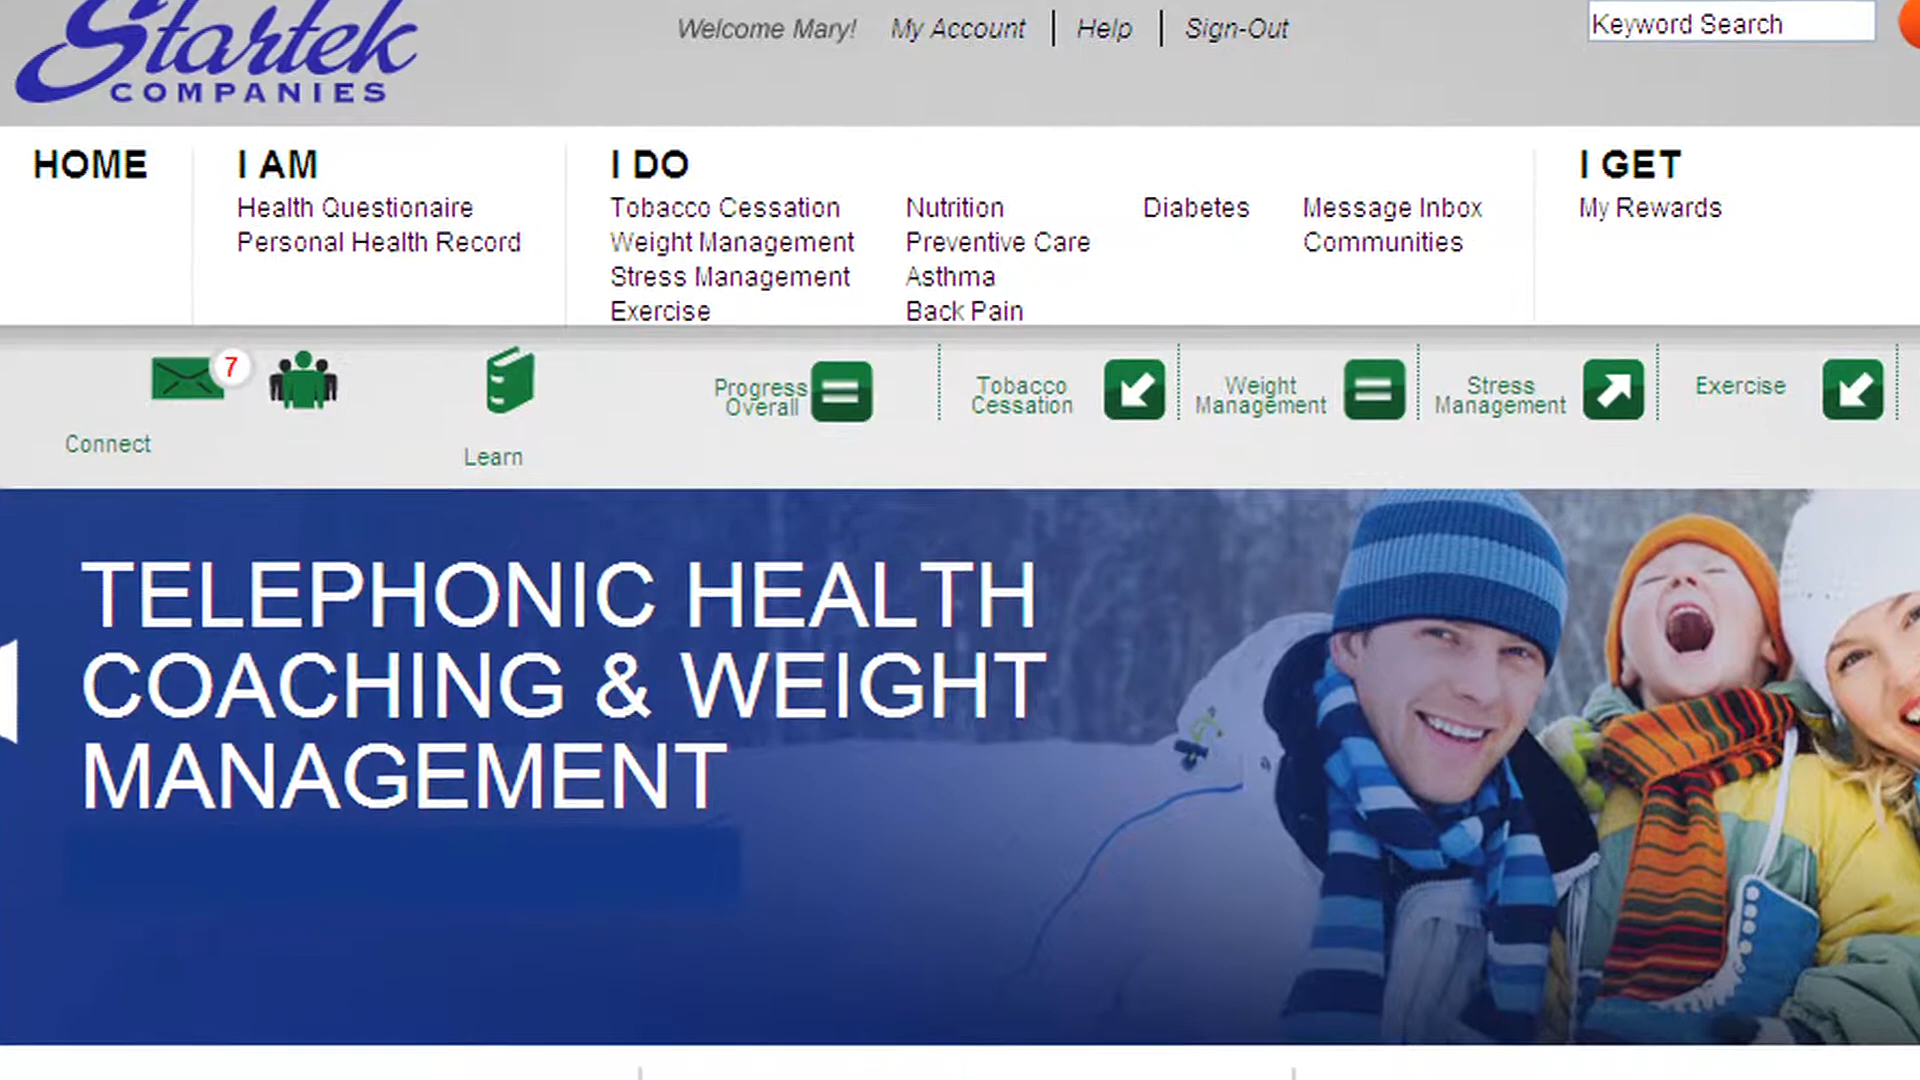 Startek
COMPANIES
Welcome Mary! My Account | Help | Sign-Out
Keyword Search
HOME
I AM
Health Questionaire
Personal Health Record
I DO
Tobacco Cessation
Weight Management
Stress Management
Exercise
Nutrition
Preventive Care
Asthma
Back Pain
Diabetes
Message Inbox
Communities
I GET
My Rewards
7
Connect
Learn
Progress
Overall
Tobacco
Cessation
Weight
Management
Stress
Management
Exercise
TELEPHONIC HEALTH
COACHING & WEIGHT
MANAGEMENT